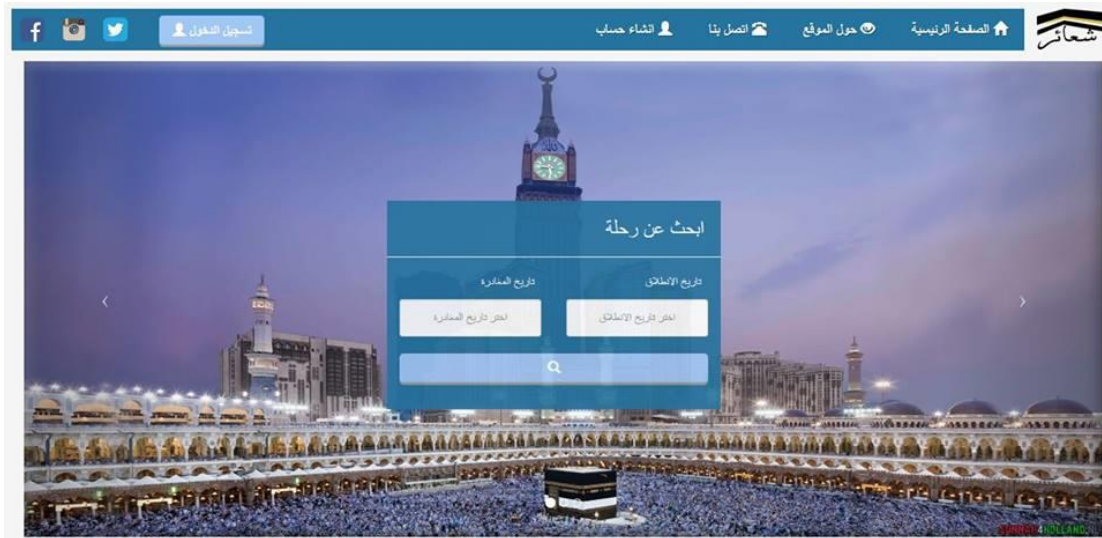 شعائر
الصفحة الرئيسية
حول الموقع
اتصل بنا
انشاء حساب
تسجيل الدخول
ابحث عن رحلة
تاريخ الانطلاق
تاريخ المغادرة
اختر تاريخ الانطلاق
اختر تاريخ المغادرة